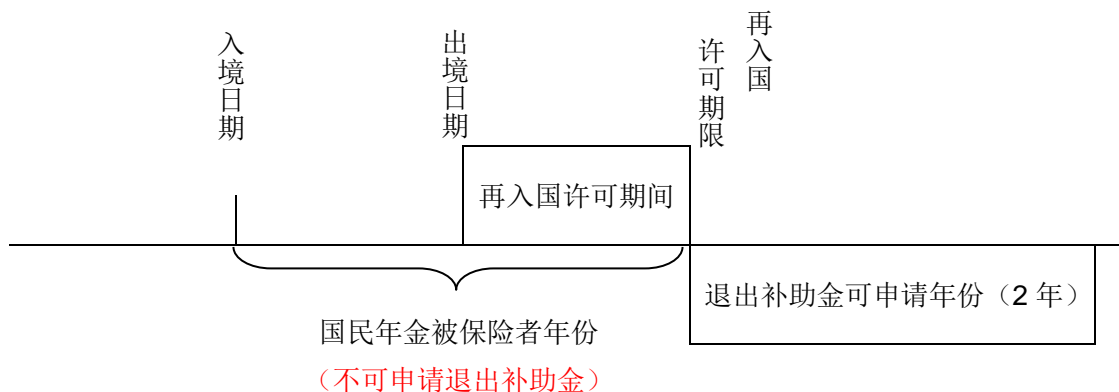 入境日期
出境日期
再入国
许可期限
再入国许可期间
退出补助金可申请年份（2 年）
国民年金被保险者年份
（不可申请退出补助金）